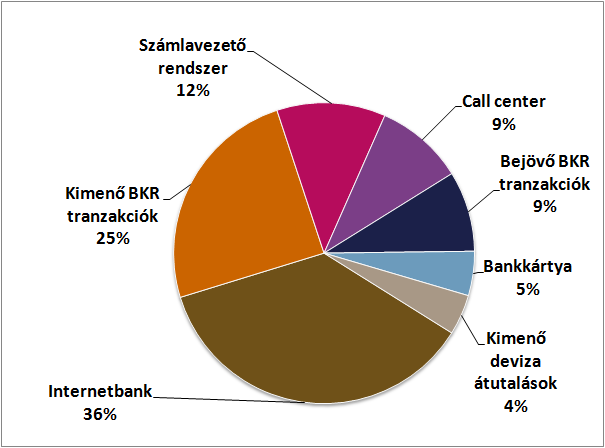 Számlavezető
rendszer
12%
Call center
9%
Bejövő BKR
tranzakciók
9%
Kimenő BKR
tranzakciók
25%
Bankkártya
5%
Kimenő
deviza
átutalások
4%
Internetbank
36%